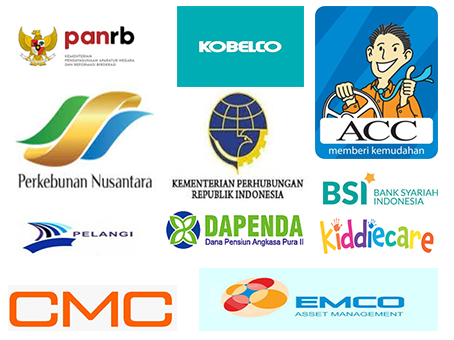 panrb
KEMENTERIAN
PENDAYAGUNAAN APARATUR NEGARA
DAN REFORMASI BIROKRASI
KOBELCO
ACC
memberi kemudahan
Perkebunan Nusantara
KEMENTERIAN PERHUBUNGAN
REPUBLIK INDONESIA
BSI BANK SYARIAH
INDONESIA
PELANGI
DAPENDA
Dana Pensiun Angkasa Pura II
kiddiecare
CMC
EMCO
ASSET MANAGEMENT